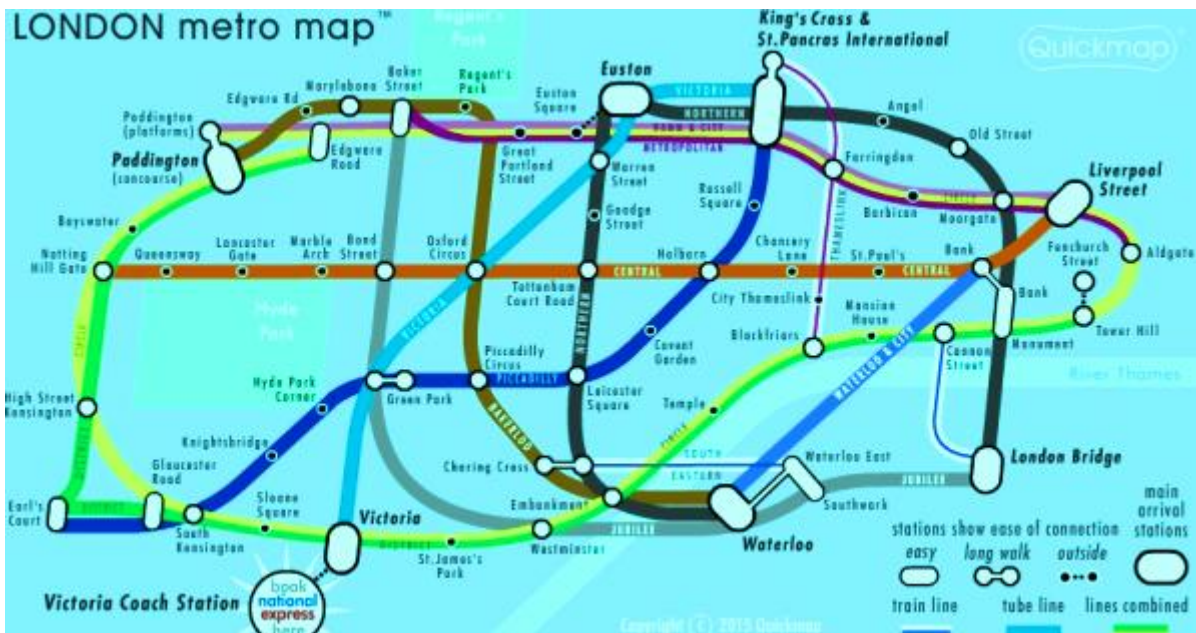 LONDON metro map™
Regent's
Park
King's Cross &
St.Pancras International
Quickmap
Euston
Baker
Street
Regent's
Park
Marylebone
Edgware Rd
Euston
Square
VICTORIA
NORTHERN
Angel
Old Street
Paddington
(platforms)
HAMM & CITY
METROPOLITAN
Paddington
(concourse)
Edgware
Road
Great
Portland
Street
Warren
Street
Farringdon
Liverpool
Street
Russell
Square
Barbican
CIRCLE
Moorgate
Bayswater
Goodge
Street
THAMESLINK
Notting
Hill Gate
Queensway
Lancaster
Gate
Marble
Arch
Bond
Street
Oxford
Circus
Holborn
Chancery
Lane
St.Paul's
Bank
Fenchurch
Street
Aldgate
CENTRAL
CENTRAL
Tottenham
Court Road
City Thameslink
Mansion
House
Bank
Hyde
Park
CIRCLE
VICTORIA
NORTHERN
Covent
Garden
Blackfriars
Cannon
Street
Monument
Tower Hill
Piccadilly
Circus
PICCADILLY
Hyde Park
Corner
Green Park
Leicester
Square
WATERLOO & CITY
River Thames
High Street
Kensington
Temple
Knightsbridge
BAKERLOO
CIRCLE
Gloucester
Road
Charing Cross
SOUTH
EASTERN
Waterloo East
London Bridge
JUBILEE
DISTRICT
Earl's
Court
DISTRICT
South
Kensington
Sloane
Square
Victoria
Embankment
Southwark
main
arrival
stations
DISTRICT
St.James's
Park
Westminster
JUBILEE
Waterloo
stations show ease of connection
easy
long walk
outside
Victoria Coach Station
book
national
express
here
train line
tube line
lines combined
Copyright (C) 2015 Quickmap